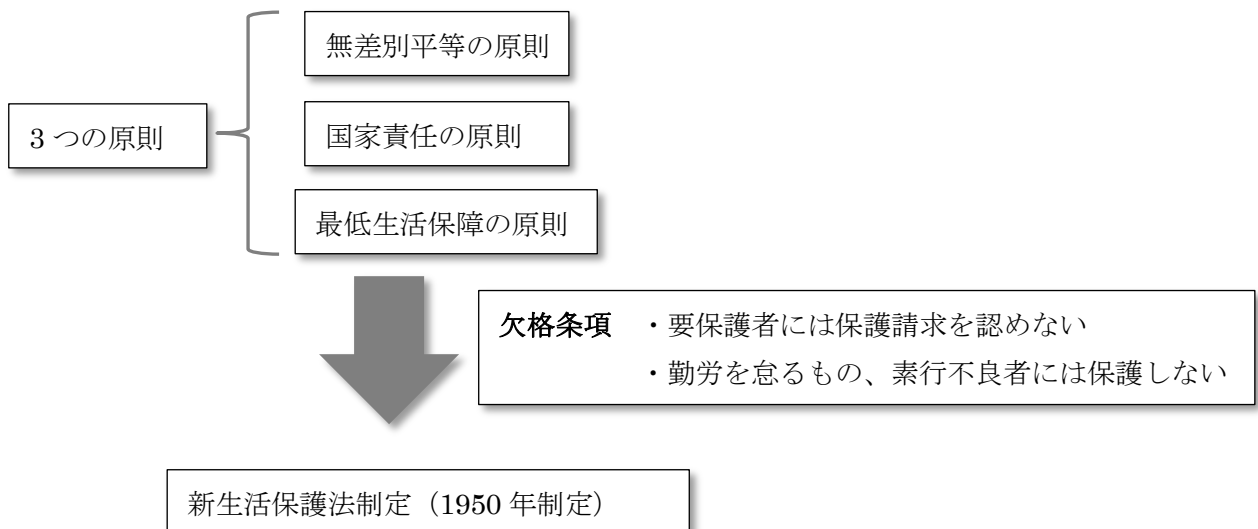 無差別平等の原則
3つの原則
国家責任の原則
最低生活保障の原則
欠格条項 ・要保護者には保護請求を認めない
・勤労を怠るもの、素行不良者には保護しない
新生活保護法制定（1950 年制定）